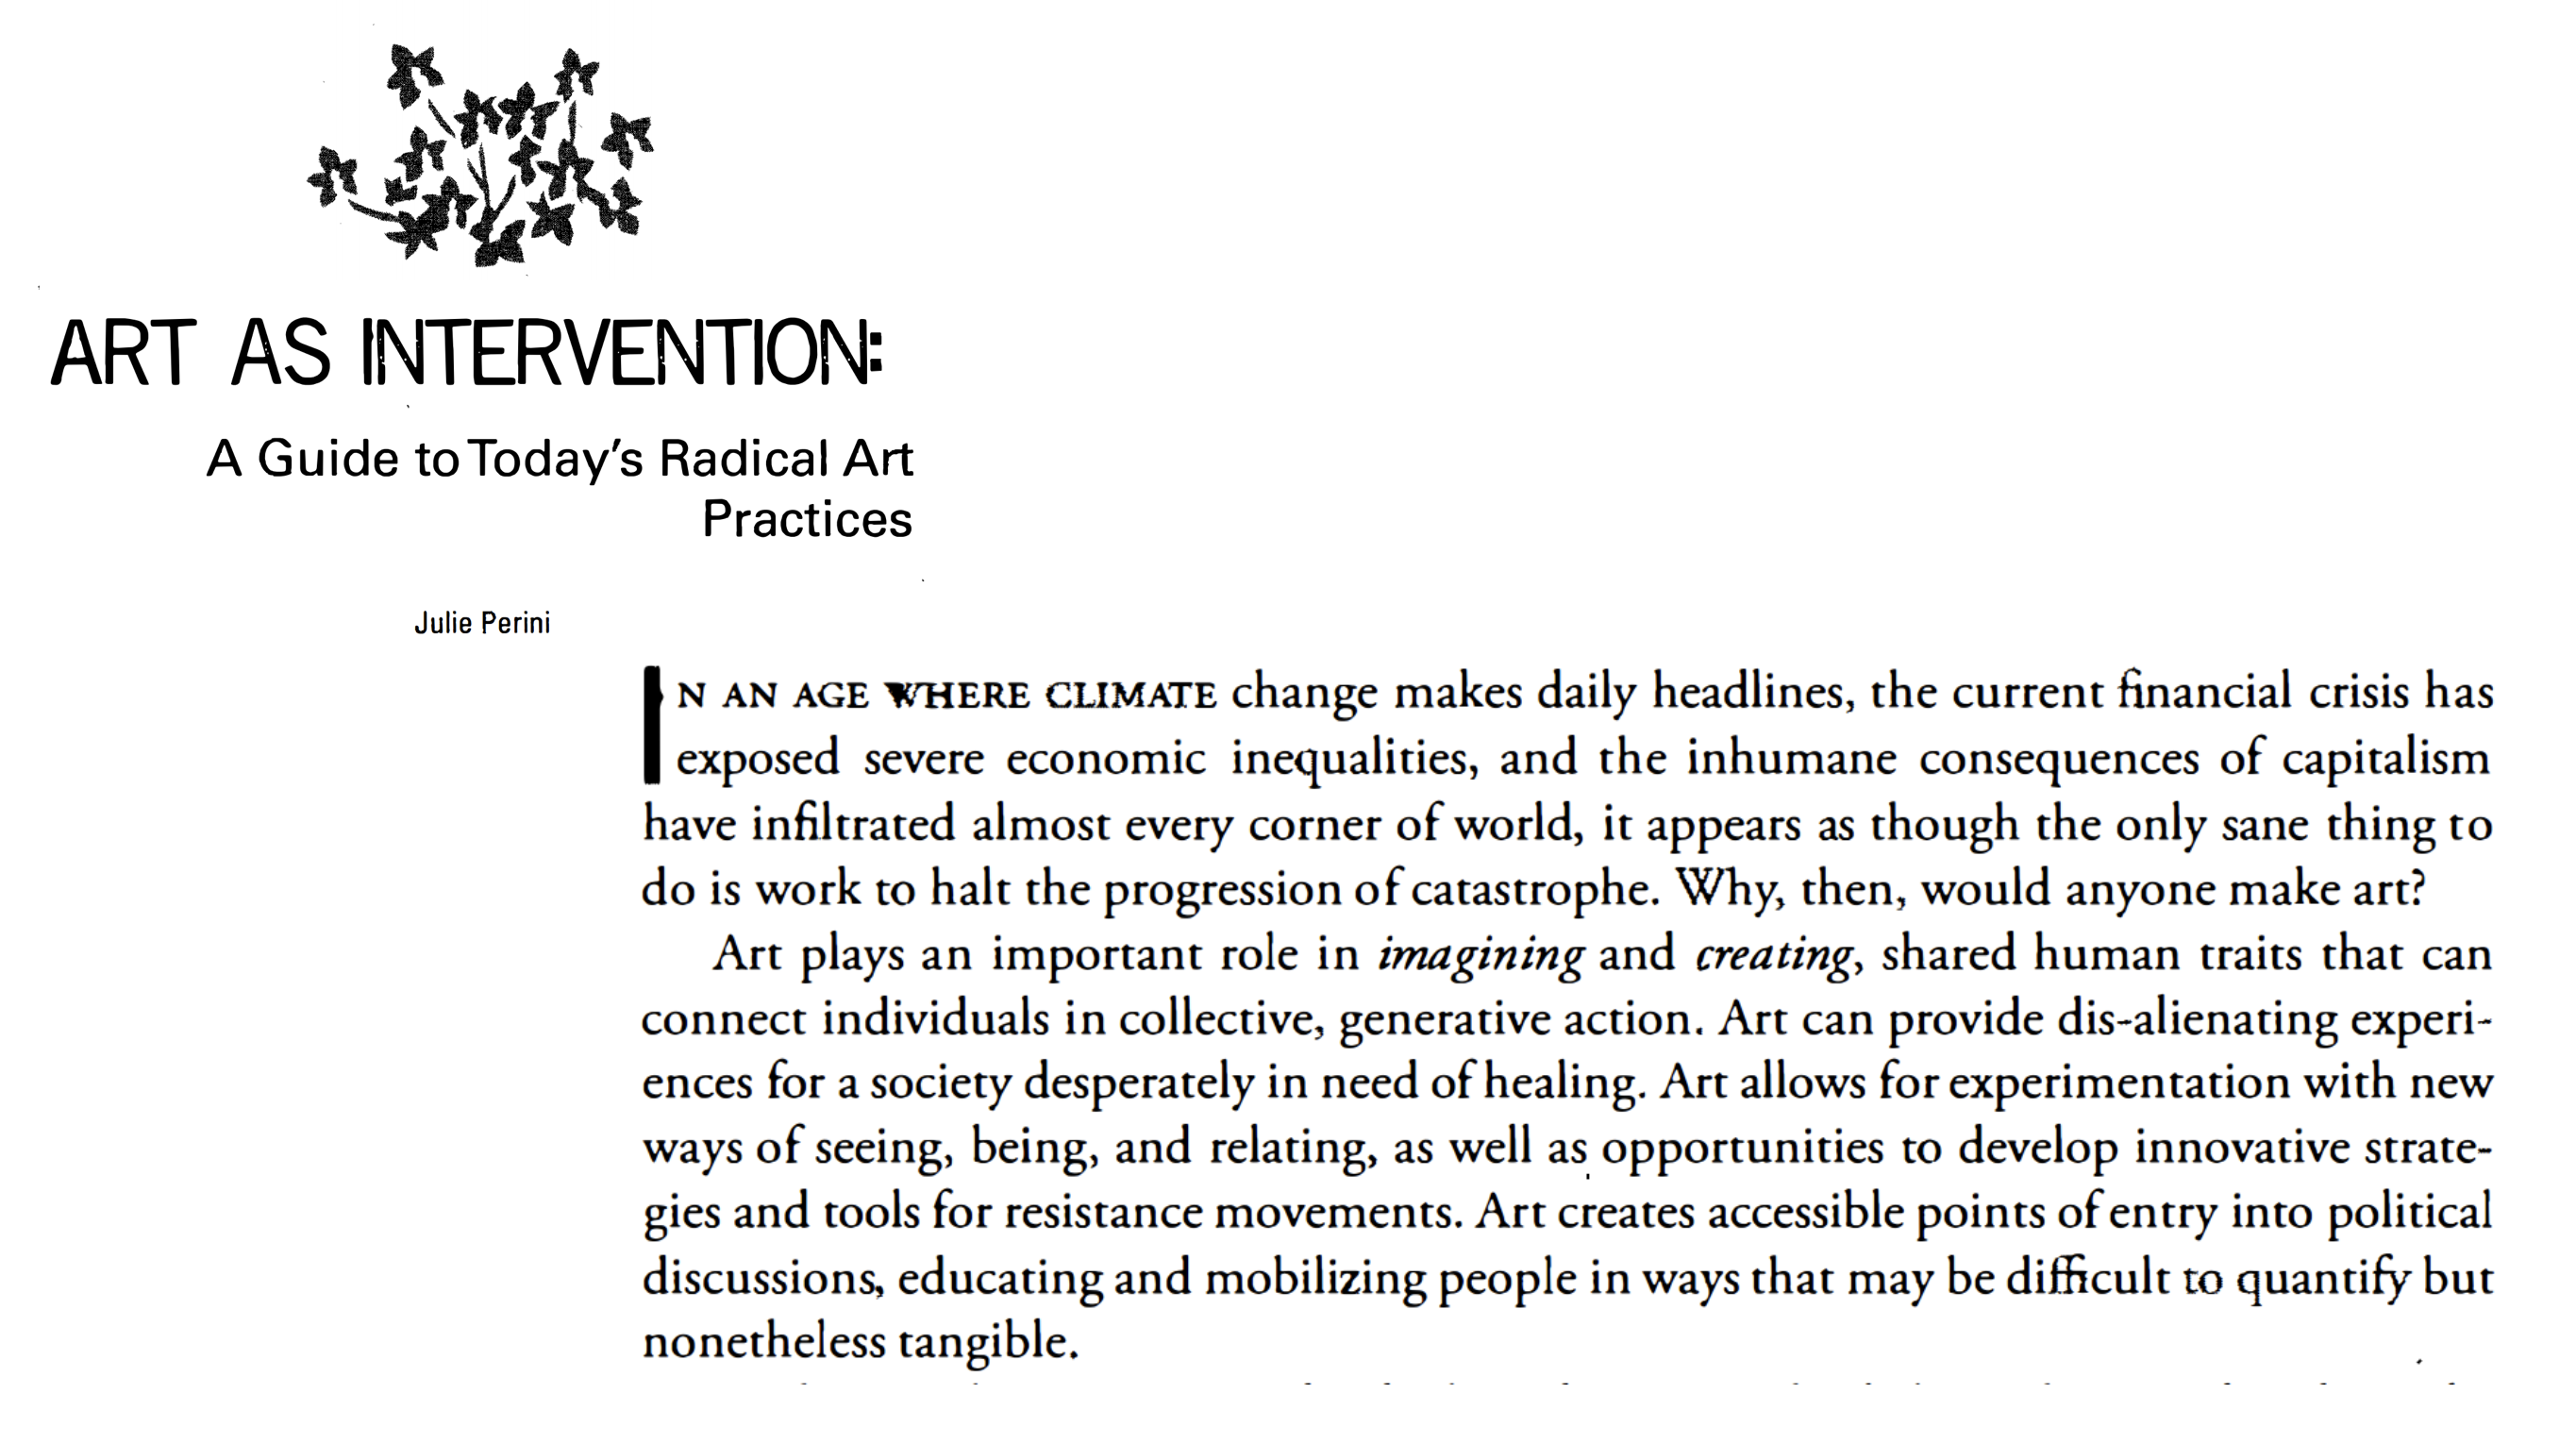 ART AS INTERVENTION:
A Guide to Today's Radical Art
Practices
Julie Perini
IN AN AGE WHERE CLIMATE change makes daily headlines, the current financial crisis has
exposed severe economic inequalities, and the inhumane consequences of capitalism
have infiltrated almost every corner of world, it appears as though the only sane thing to
do is work to halt the progression of catastrophe. Why, then, would anyone make art?
Art plays an important role in imagining and creating, shared human traits that can
connect individuals in collective, generative action. Art can provide dis-alienating experi-
ences for a society desperately in need of healing. Art allows for experimentation with new
ways of seeing, being, and relating, as well as opportunities to develop innovative strate-
gies and tools for resistance movements. Art creates accessible points of entry into political
discussions, educating and mobilizing people in ways that may be difficult to quantify but
nonetheless tangible.